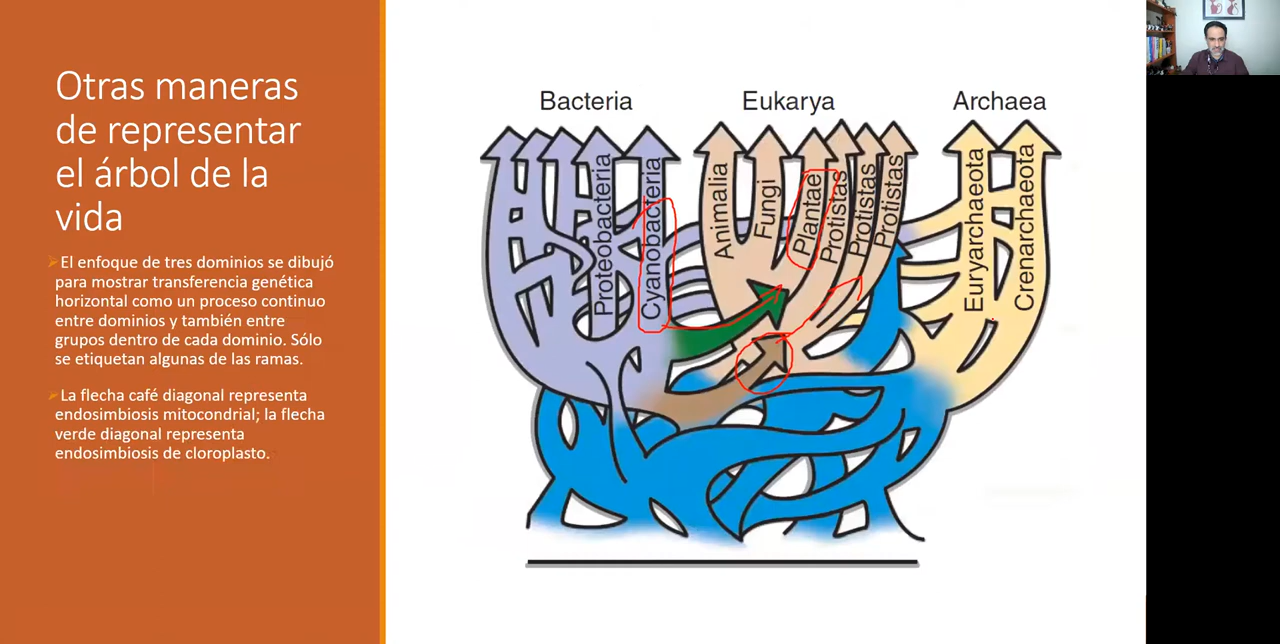 Otras maneras
de representar
el árbol de la
vida
El enfoque de tres dominios se dibujó
para mostrar transferencia genética
horizontal como un proceso continuo
entre dominios y también entre
grupos dentro de cada dominio. Sólo
se etiquetan algunas de las ramas.
La flecha café diagonal representa
endosimbiosis mitocondrial; la flecha
verde diagonal representa
endosimbiosis de cloroplasto.
Bacteria
Eukarya
Archaea
Proteobacteria
Cyanobacteria
Animalia
Fungi
Plantae
Protistas
Protistas
Protistas
Euryarchaeota
Crenarchaeota